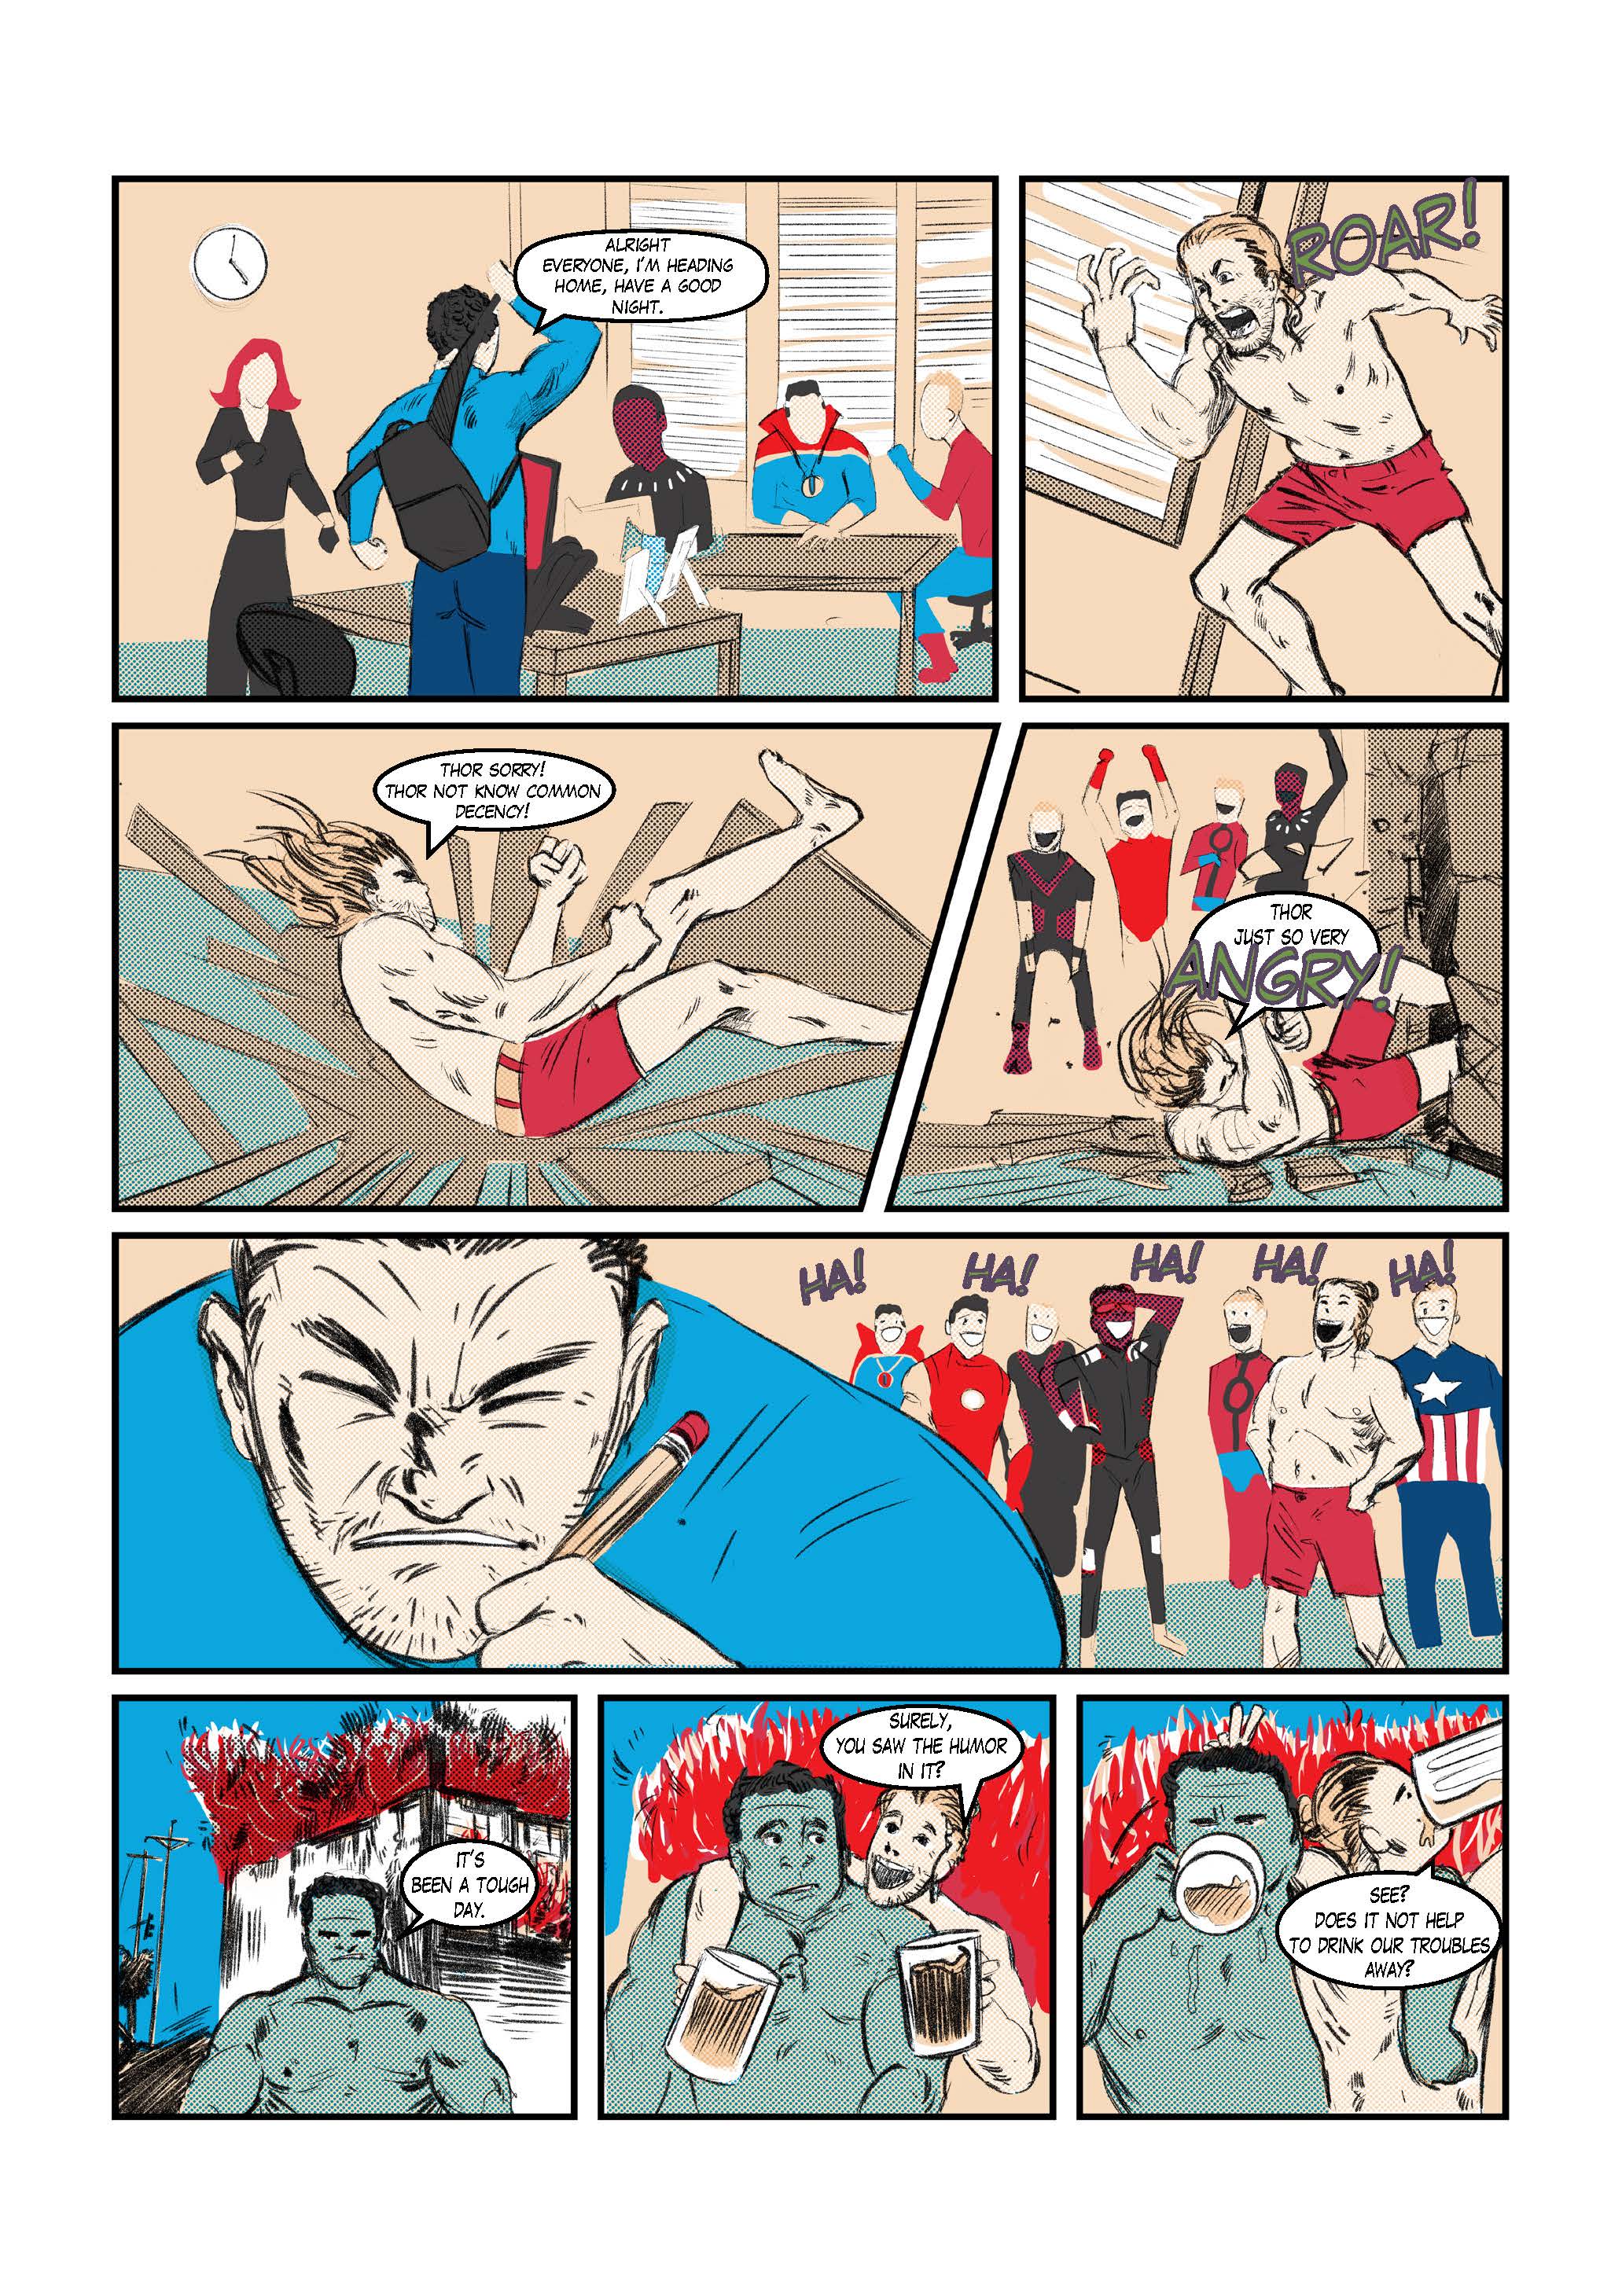 ALRIGHT
EVERYONE, I'M HEADING
HOME, HAVE A GOOD
NIGHT.
ROAR!
THOR SORRY!
THOR NOT KNOW COMMON
DECENCY!
THOR
JUST SO VERY
ANGRY!
HA!
HA!
HA!
HA!
HA!
IT'S
BEEN A TOUGH
DAY.
SURELY,
YOU SAW THE HUMOR
IN IT?
SEE?
DOES IT NOT HELP
TO DRINK OUR TROUBLES
AWAY?